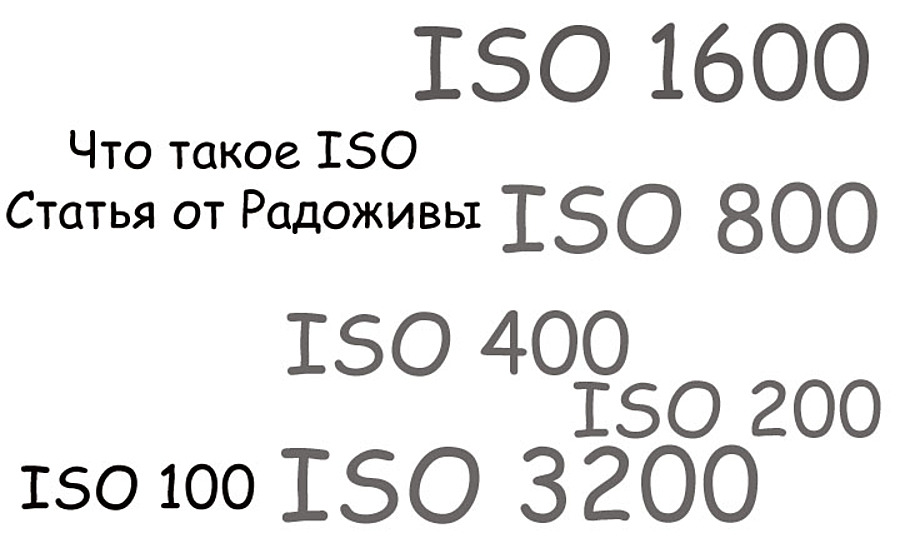 ISO 1600
Что такое ISO
Статья от Радоживы
ISO 800
ISO 400
ISO 200
ISO 100
ISO 3200